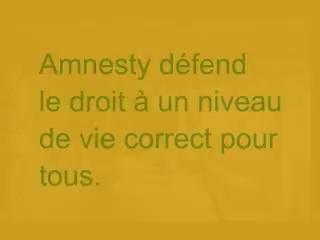 Amnesty défend
le droit à un niveau
de vie correct pour
tous.